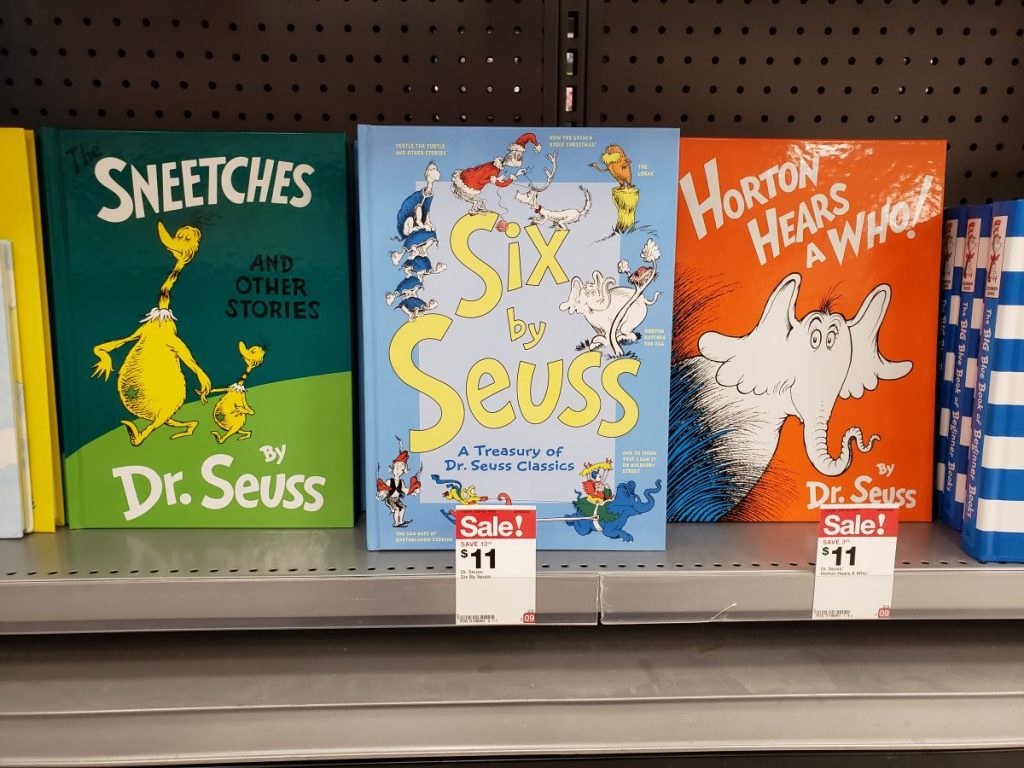 The
SNEETCHES
AND
OTHER
STORIES
By
Dr. Seuss
YERTLE THE TURTLE
AND OTHER STORIES
HOW THE GRINCH
STOLE CHRISTMAS!
THE
LORAX
Six
by
Seuss
HORTON
HATCHES
THE EGG
A Treasury of
Dr. Seuss Classics
AND TO THINK
THAT I SAW IT
ON MULBERRY
STREET
THE 500 HATS OF
BARTHOLOMEW CUBBINS
HORTON
HEARS
A WHO!
By
Dr. Seuss
The BIG Blue Book of Beginner Books
The BIG Blue Book of Beginner Books
Sale!
SAVE
$11
Dr. Seuss:
Six By Seuss
09
Sale!
SAVE
$11
Dr. Seuss:
Horton Hears A Who!
09